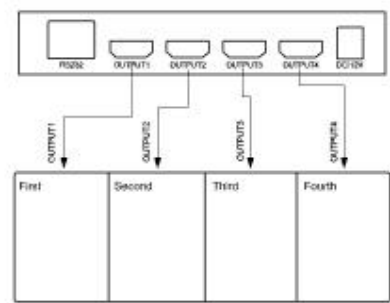 RS232 OUTPUT1 OUTPUT2 OUTPUT3 OUTPUT4 DC12V
OUTPUT1
OUTPUT2
OUTPUT3
OUTPUT4
First Second Third Fourth